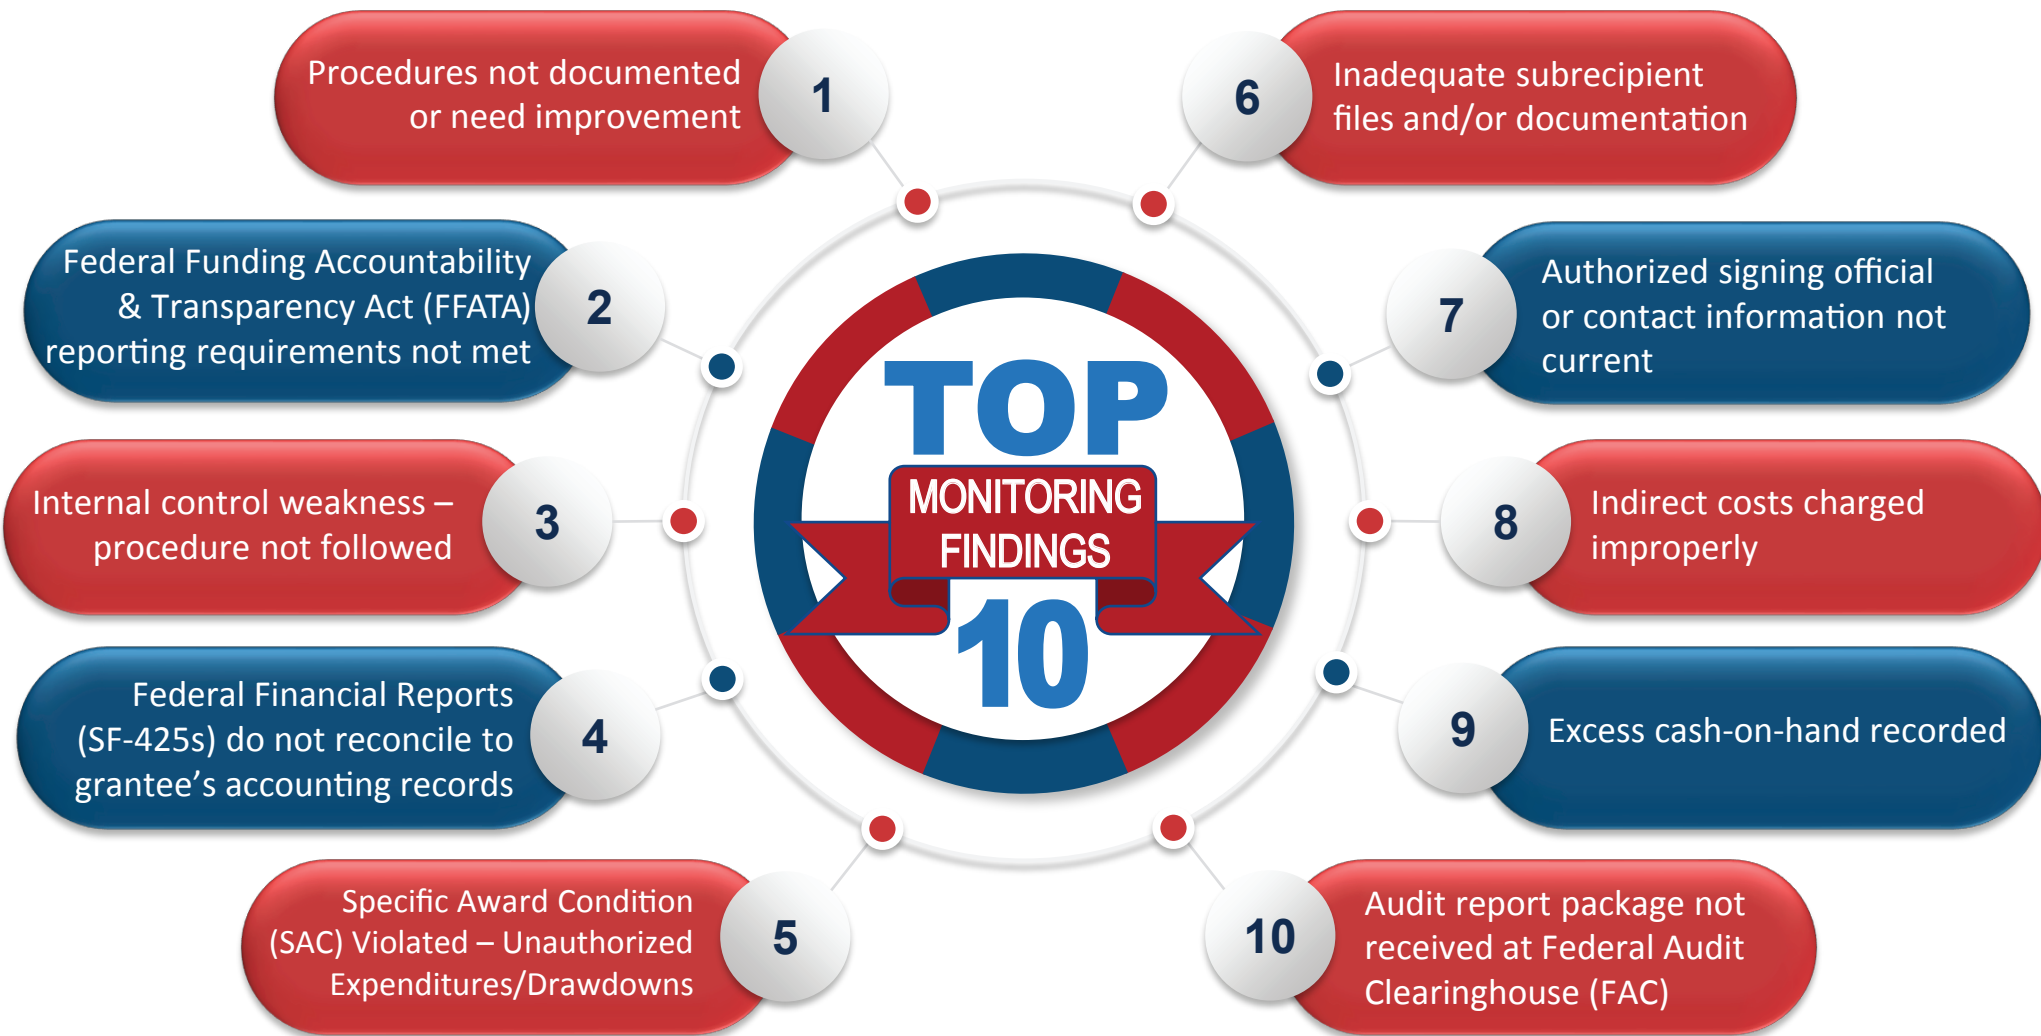 Procedures not documented
or need improvement
1
Federal Funding Accountability
& Transparency Act (FFATA)
reporting requirements not met
2
Internal control weakness –
procedure not followed
3
Federal Financial Reports
(SF-425s) do not reconcile to
grantee’s accounting records
4
Specific Award Condition
(SAC) Violated – Unauthorized
Expenditures/Drawdowns
5
TOP
MONITORING
FINDINGS
10
6
Inadequate subrecipient
files and/or documentation
7
Authorized signing official
or contact information not
current
8
Indirect costs charged
improperly
9
Excess cash-on-hand recorded
10
Audit report package not
received at Federal Audit
Clearinghouse (FAC)